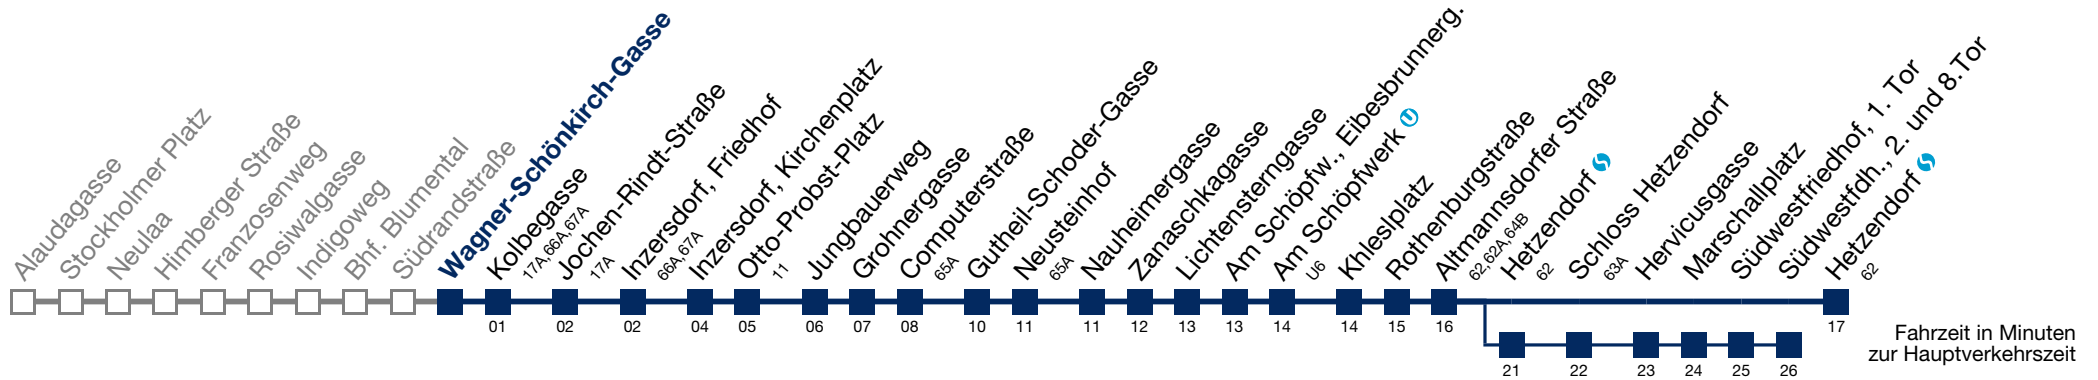 Alaudagasse
Stockholmer Platz
Neulaa
Himberger Straße
Franzosenweg
Rosiwalgasse
Indigoweg
Bhf. Blumental
Südrandstraße
Wagner-Schönkirch-Gasse
Kolbegasse
17A,66A,67A
Jochen-Rindt-Straße
17A
Inzersdorf, Friedhof
66A,67A
Inzersdorf, Kirchenplatz
Otto-Probst-Platz
11
Jungbauerweg
Grohnergasse
Computerstraße
65A
Gutheil-Schoder-Gasse
Neusteinhof
65A
Nauheimergasse
Zanaschkagasse
Lichtensterngasse
Am Schöpfw., Eibesbrunnerg.
Am Schöpfwerk U
U6
Khleslplatz
Rothenburgstraße
Altmannsdorfer Straße
62,62A,64B
Hetzendorf S
62
Schloss Hetzendorf
63A
Hervicusgasse
Marschallplatz
Südwestfriedhof, 1. Tor
Südwestfdh., 2. und 8.Tor
Hetzendorf S
62
01 02 02 04 05 06 07 08 10 11 11 12 13 13 14 14 15 16 17
21 22 23 24 25 26
Fahrzeit in Minuten
zur Hauptverkehrszeit